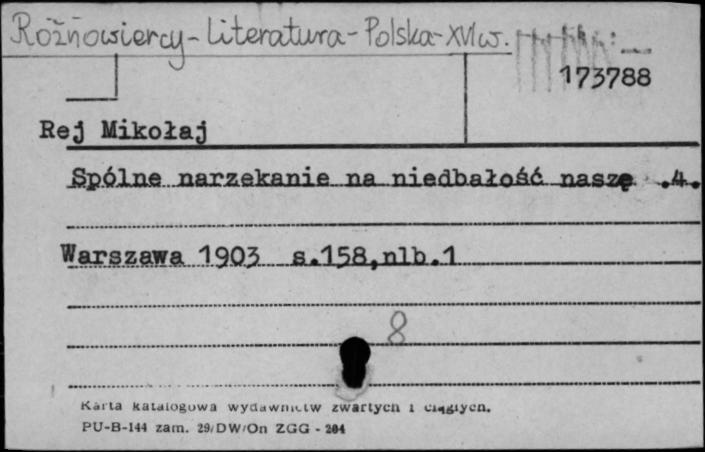 Różnowiercy - Literatura - Polska - XVI w.
173788
Rej Mikołaj
Spólne narzekanie na niedbałość naszę .4.
Warszawa 1903 s.158,nlb.1
8
Karta katalogowa wydawnictw zwartych i ciągłych.
PU-B-144 zam. 29/DW/On ZGG - 204